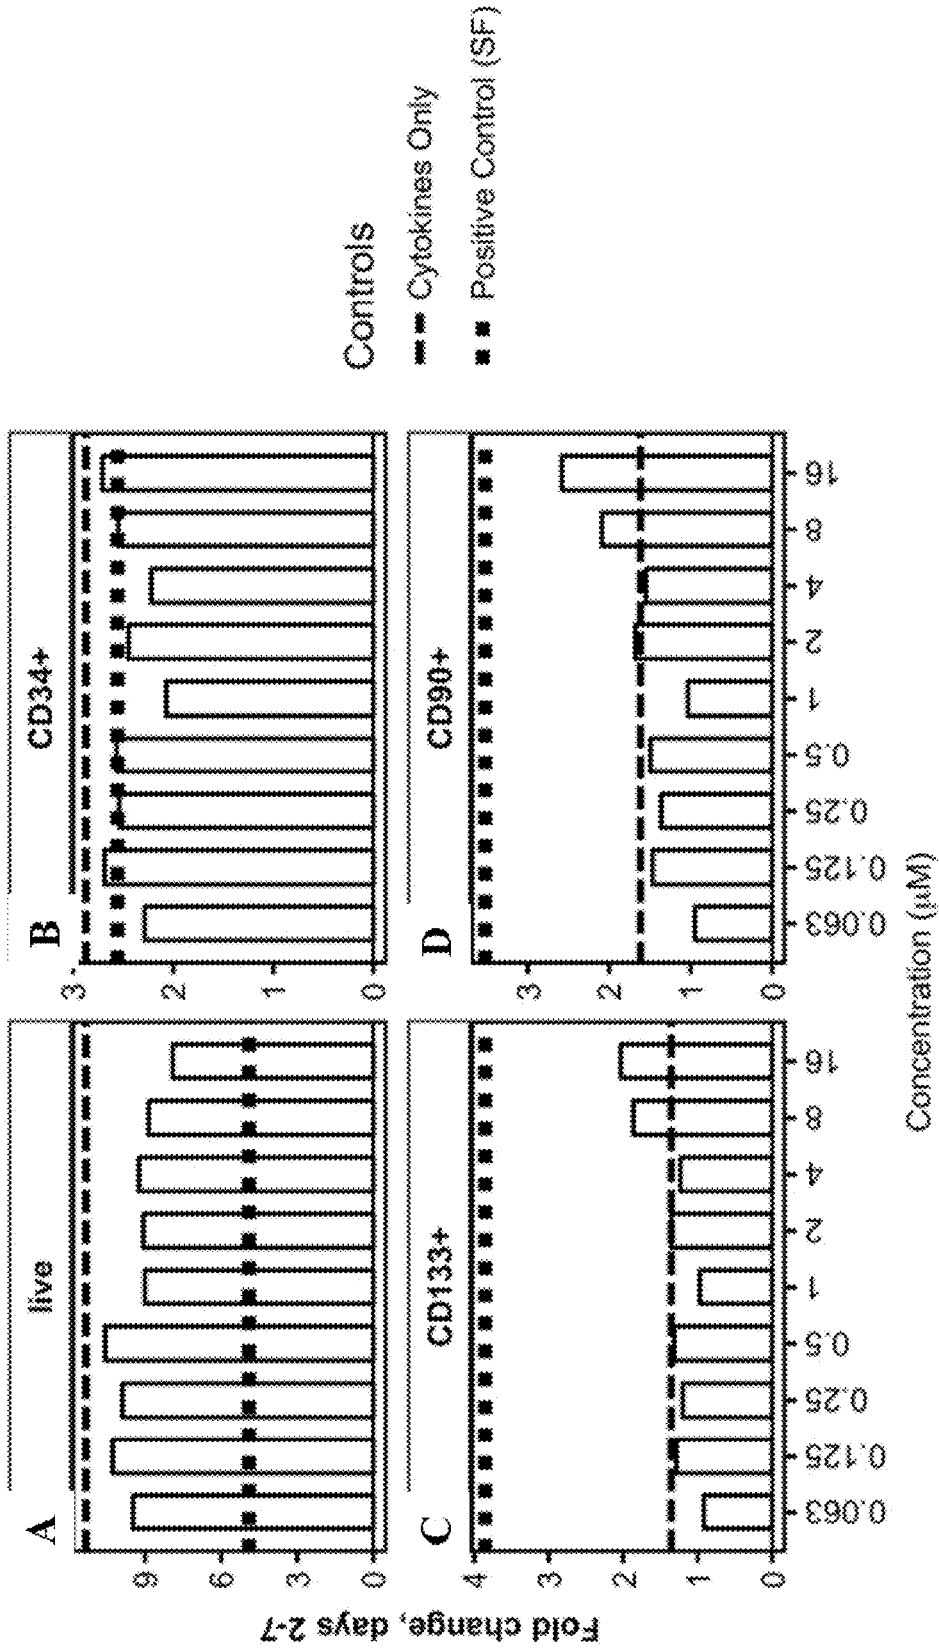 A
live
B
CD34+
9
6
3
0
3
2
1
0
C
CD133+
D
CD90+
4
3
2
1
0
3
2
1
0
0.063
0.125
0.25
0.5
1
2
4
8
16
0.063
0.125
0.25
0.5
1
2
4
8
16
Fold change, days 2-7
Concentration (µM)
Controls
Cytokines Only
Positive Control (SF)